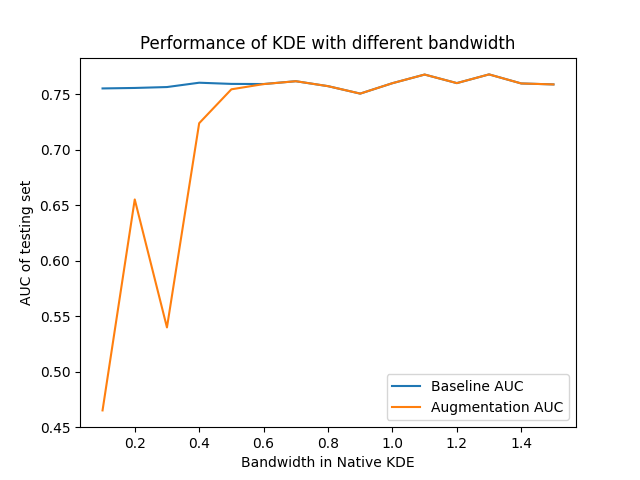 Performance of KDE with different bandwidth
AUC of testing set
0.75
0.70
0.65
0.60
0.55
0.50
0.45
Baseline AUC
Augmentation AUC
0.2 0.4 0.6 0.8 1.0 1.2 1.4
Bandwidth in Native KDE